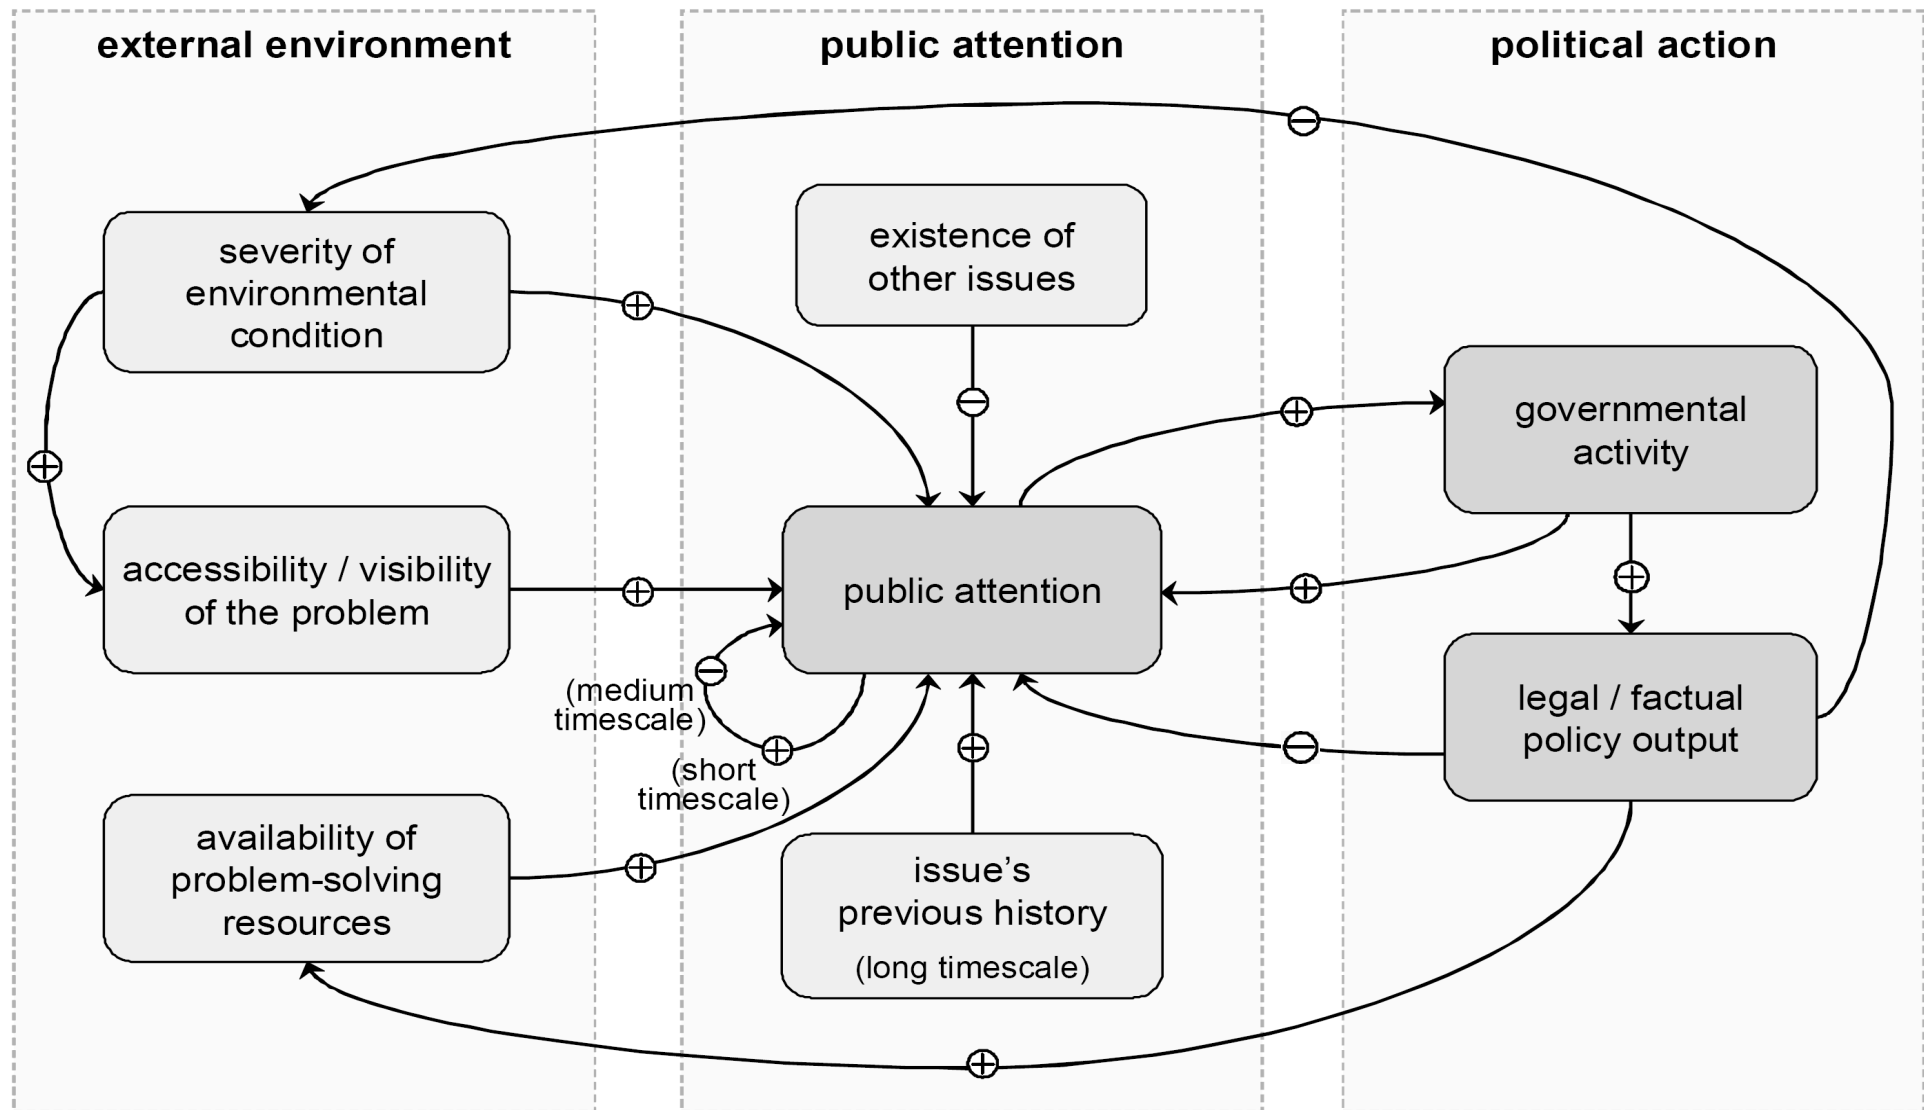 external environment
public attention
political action
severity of
environmental
condition
existence of
other issues
governmental
activity
accessibility / visibility
of the problem
public attention
(medium
timescale)
(short
timescale)
legal / factual
policy output
availability of
problem-solving
resources
issue’s
previous history
(long timescale)